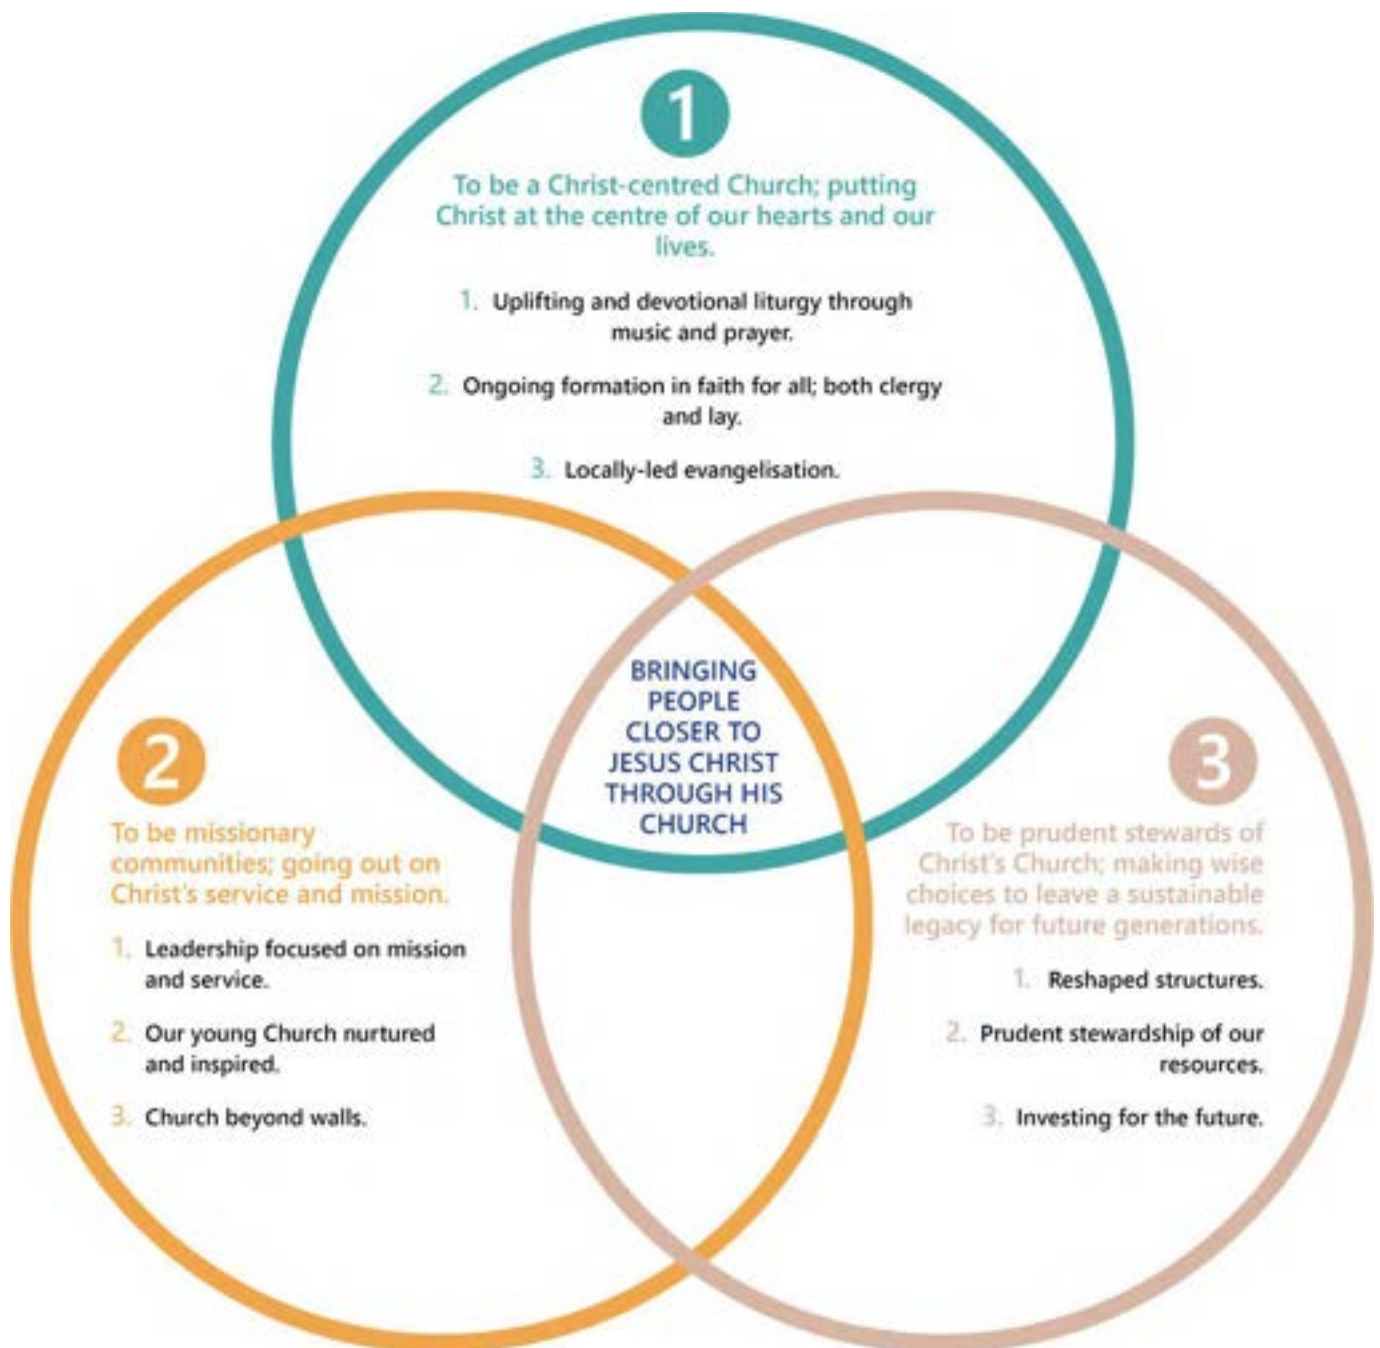 1
To be a Christ-centred Church; putting
Christ at the centre of our hearts and our
lives.
1. Uplifting and devotional liturgy through
music and prayer.
2. Ongoing formation in faith for all; both clergy
and lay.
3. Locally-led evangelisation.
BRINGING
PEOPLE
CLOSER TO
JESUS CHRIST
THROUGH HIS
CHURCH
2
To be missionary
communities; going out on
Christ's service and mission.
1. Leadership focused on mission
and service.
2. Our young Church nurtured
and inspired.
3. Church beyond walls.
3
To be prudent stewards of
Christ's Church; making wise
choices to leave a sustainable
legacy for future generations.
1. Reshaped structures.
2. Prudent stewardship of our
resources.
3. Investing for the future.